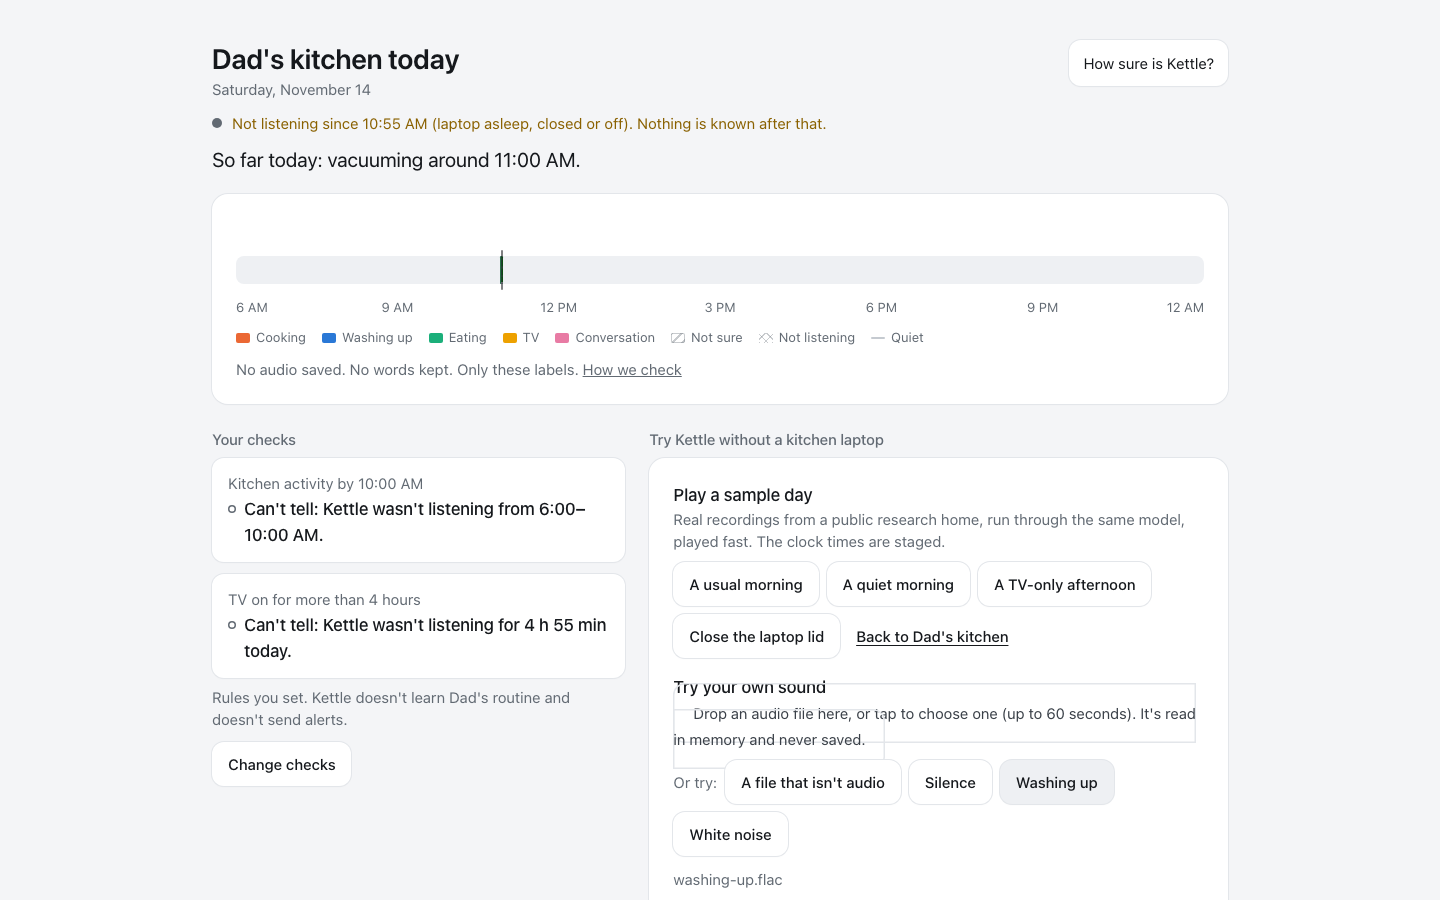 Dad's kitchen today
How sure is Kettle?
Saturday, November 14
Not listening since 10:55 AM (laptop asleep, closed or off). Nothing is known after that.
So far today: vacuuming around 11:00 AM.
6 AM 9 AM 12 PM 3 PM 6 PM 9 PM 12 AM
Cooking Washing up Eating TV Conversation Not sure Not listening Quiet
No audio saved. No words kept. Only these labels. How we check
Your checks
Kitchen activity by 10:00 AM
Can't tell: Kettle wasn't listening from 6:00–
10:00 AM.
TV on for more than 4 hours
Can't tell: Kettle wasn't listening for 4 h 55 min
today.
Rules you set. Kettle doesn't learn Dad's routine and
doesn't send alerts.
Change checks
Try Kettle without a kitchen laptop
Play a sample day
Real recordings from a public research home, run through the same model,
played fast. The clock times are staged.
A usual morning A quiet morning A TV-only afternoon
Close the laptop lid Back to Dad's kitchen
Try your own sound
Drop an audio file here, or tap to choose one (up to 60 seconds). It's read
in memory and never saved.
Or try: A file that isn't audio Silence Washing up
White noise
washing-up.flac